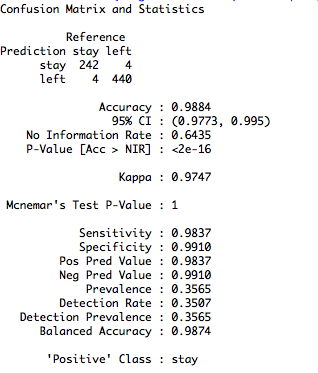 Confusion Matrix and Statistics
Reference
Prediction stay left
stay 242 4
left 4 440
Accuracy : 0.9884
95% CI : (0.9773, 0.995)
No Information Rate : 0.6435
P-Value [Acc > NIR] : <2e-16
Kappa : 0.9747
Mcnemar's Test P-Value : 1
Sensitivity : 0.9837
Specificity : 0.9910
Pos Pred Value : 0.9837
Neg Pred Value : 0.9910
Prevalence : 0.3565
Detection Rate : 0.3507
Detection Prevalence : 0.3565
Balanced Accuracy : 0.9874
'Positive' Class : stay